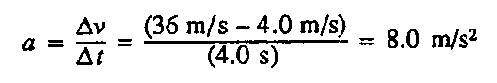 a = Δv/Δt = (36 m/s – 4.0 m/s)/(4.0 s) = 8.0 m/s²